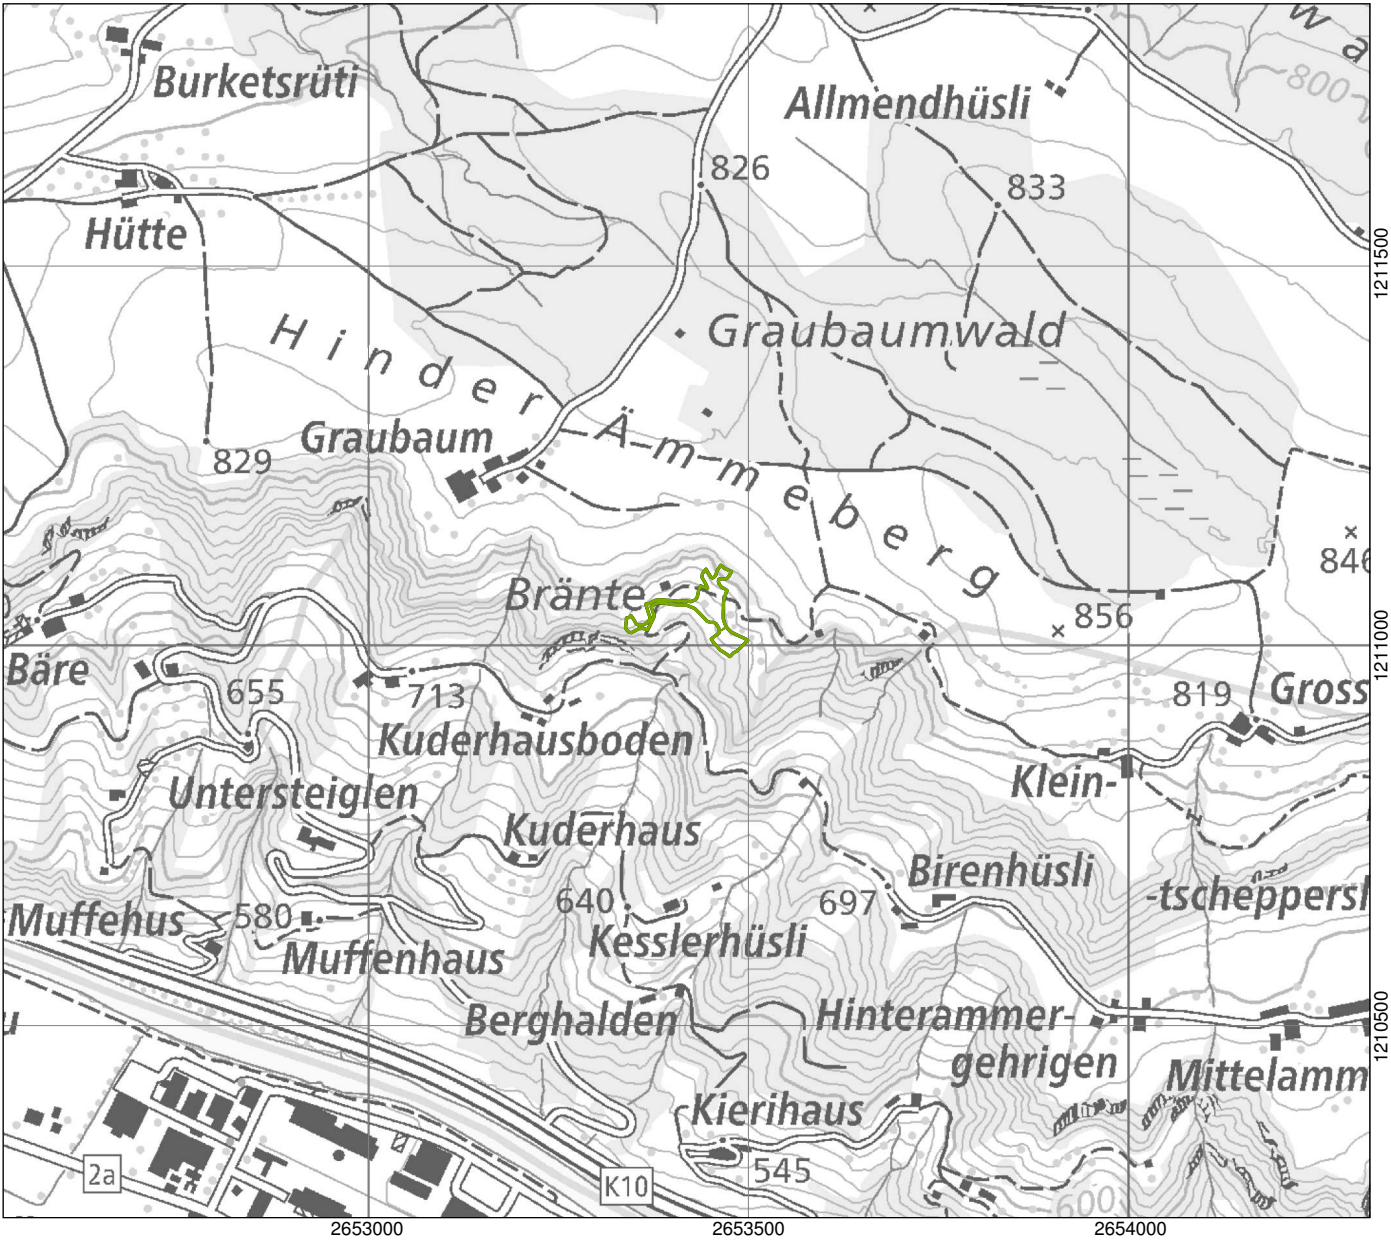 wa
800
Burketsrüti
Allmendhüsli
826
833
Hütte
1211500
Graubaumwald
Hinder Ämmeberg
Graubaum
829
846
Bränte
856
1211000
Bäre
655
713
819
Gross
Kuderhausboden
Klein-
Untersteiglen
Kuderhaus
Birenhüsli
640
697
-tscheppersl
Muffehus
580
Kesslerhüsli
Muffenhaus
Berghalden
Hinterammer-
gehrigen
1210500
u
Mittelamm
Kierihaus
2a
K10
545
600
2653000
2653500
2654000